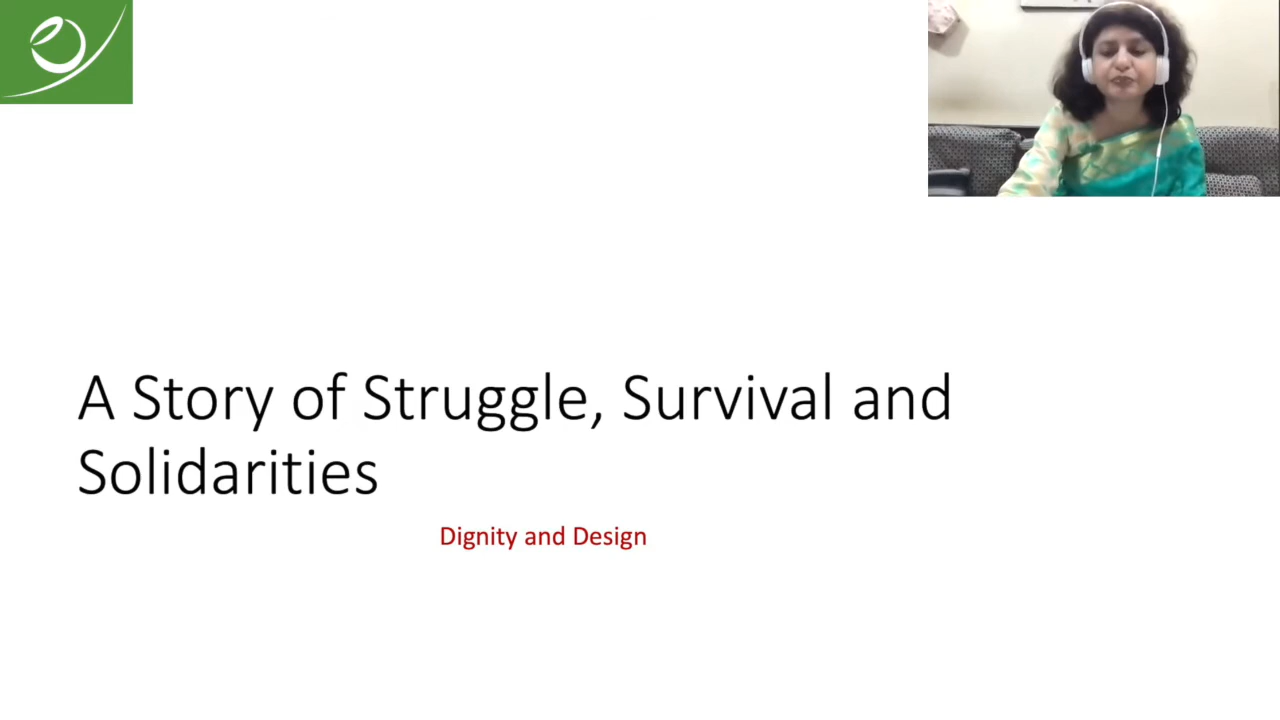 A Story of Struggle, Survival and
Solidarities
Dignity and Design